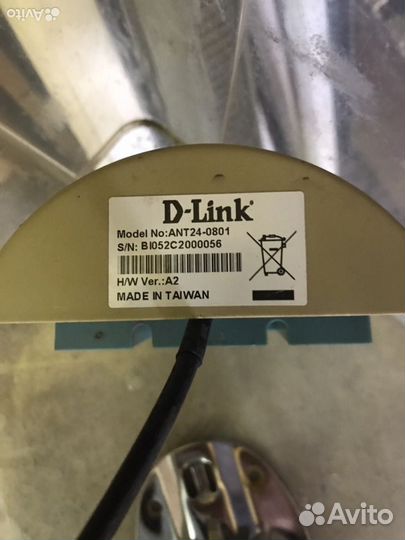 Avito
D-Link
Model No:ANT24-0801
S/N: BI052C2000056
H/W Ver.:A2
MADE IN TAIWAN
Avito